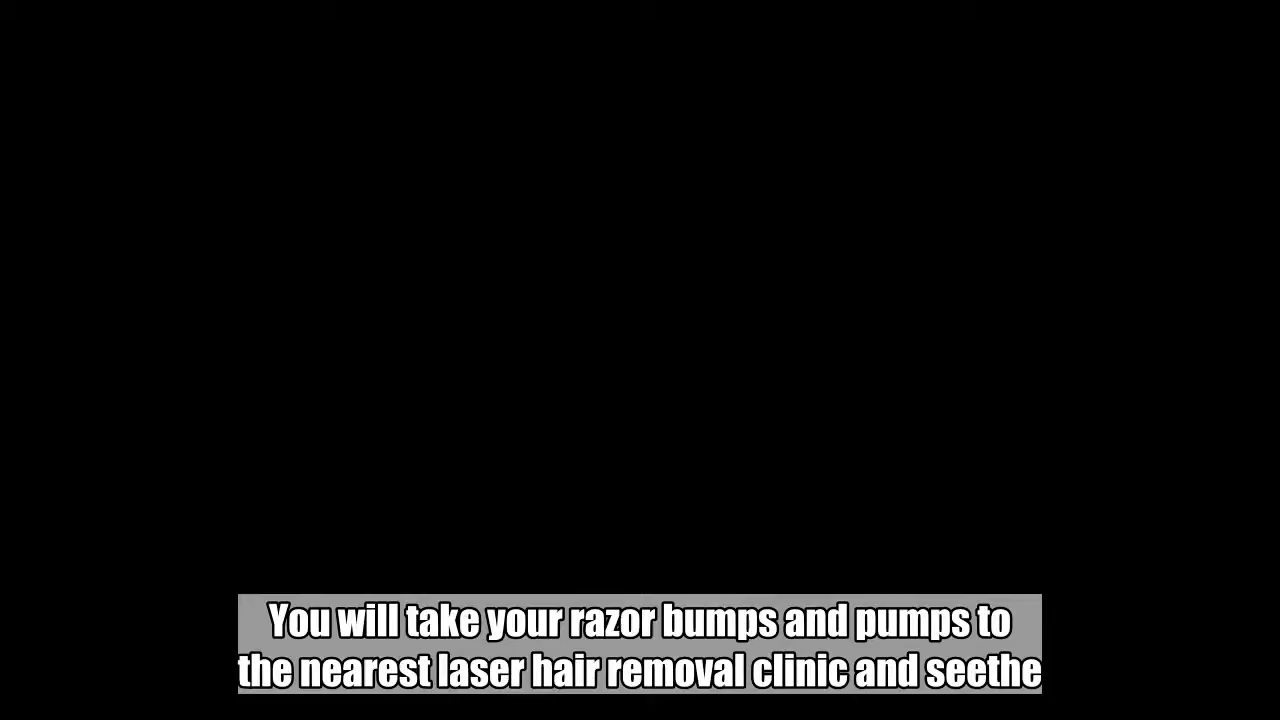 You will take your razor bumps and pumps to
the nearest laser hair removal clinic and seethe